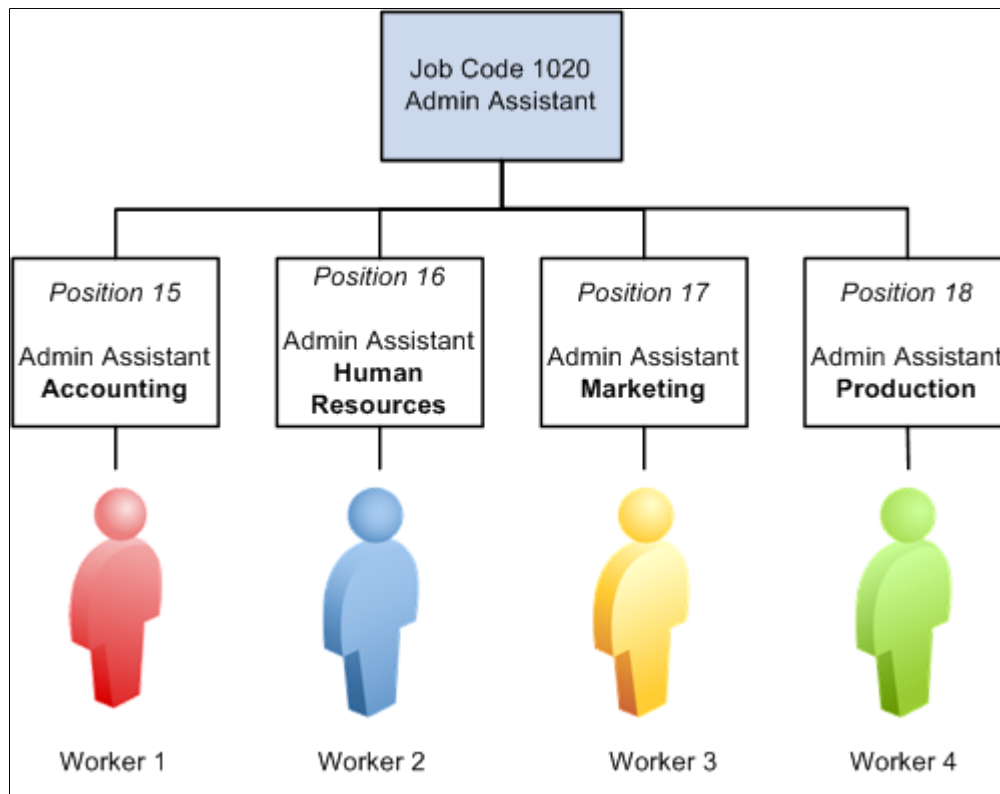 Job Code 1020
Admin Assistant
Position 15
Admin Assistant
Accounting
Position 16
Admin Assistant
Human
Resources
Position 17
Admin Assistant
Marketing
Position 18
Admin Assistant
Production
Worker 1
Worker 2
Worker 3
Worker 4